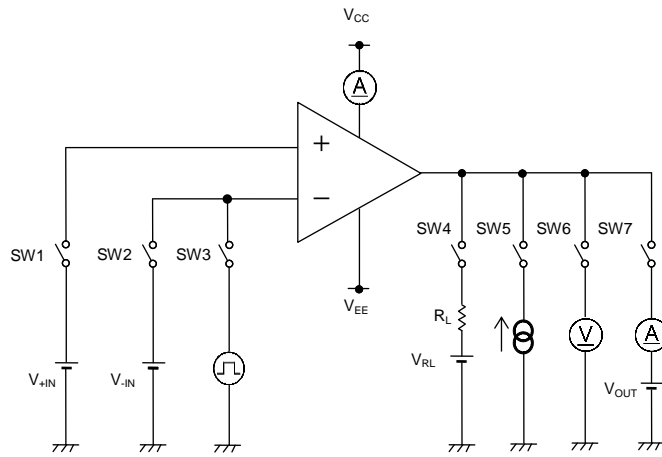 VCC
A
+
−
SW1
SW2
SW3
SW4
SW5
SW6
SW7
VEE
RL
VRL
V
A
V+IN
V-IN
VOUT